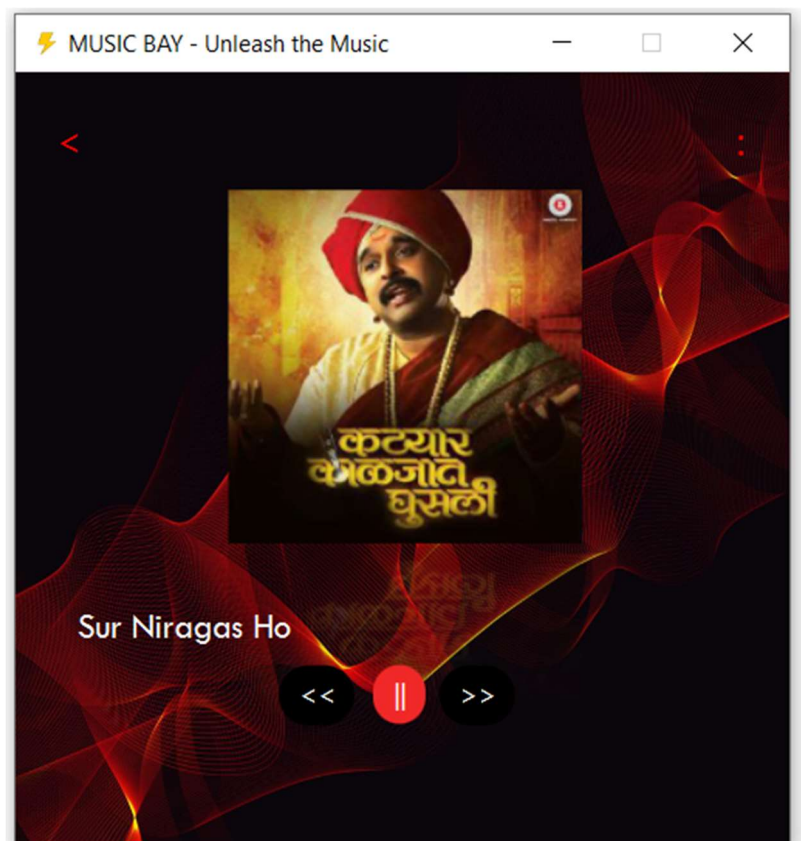 MUSIC BAY - Unleash the Music
<
:
कट्यार
काळजात
घुसली
Sur Niragas Ho
<< || >>